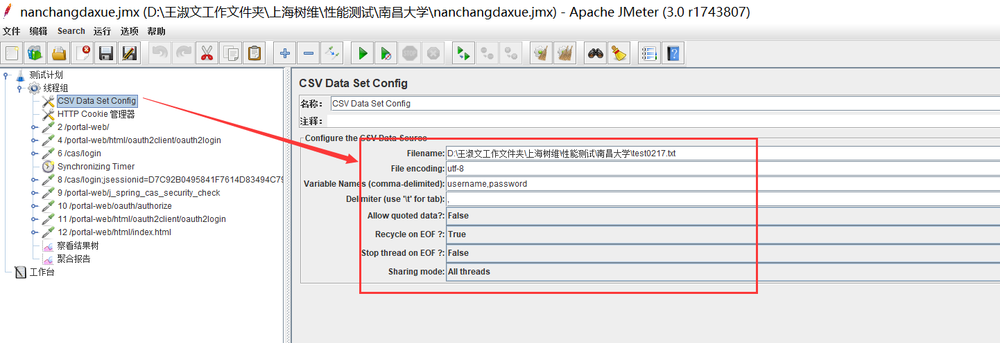 nanchangdaxue.jmx (D:\王淑文工作文件夹\上海树维\性能测试\南昌大学\nanchangdaxue.jmx) - Apache JMeter (3.0 r1743807)
文件 编辑 Search 运行 选项 帮助
STOP
测试计划
线程组
CSV Data Set Config
HTTP Cookie 管理器
2 /portal-web/
4 /portal-web/html/oauth2client/oauth2login
6 /cas/login
Synchronizing Timer
8 /cas/login;jsessionid=D7C92B0495841F7614D83494C79
9 /portal-web/j_spring_cas_security_check
10 /portal-web/oauth/authorize
11 /portal-web/html/oauth2client/oauth2login
12 /portal-web/html/index.html
察看结果树
聚合报告
工作台
CSV Data Set Config
名称： CSV Data Set Config
注释：
Configure the CSV Data Source
Filename: D:\王淑文工作文件夹\上海树维\性能测试\南昌大学\test0217.txt
File encoding: utf-8
Variable Names (comma-delimited): username,password
Delimiter (use '\t' for tab): ,
Allow quoted data?: False
Recycle on EOF ?: True
Stop thread on EOF ?: False
Sharing mode: All threads